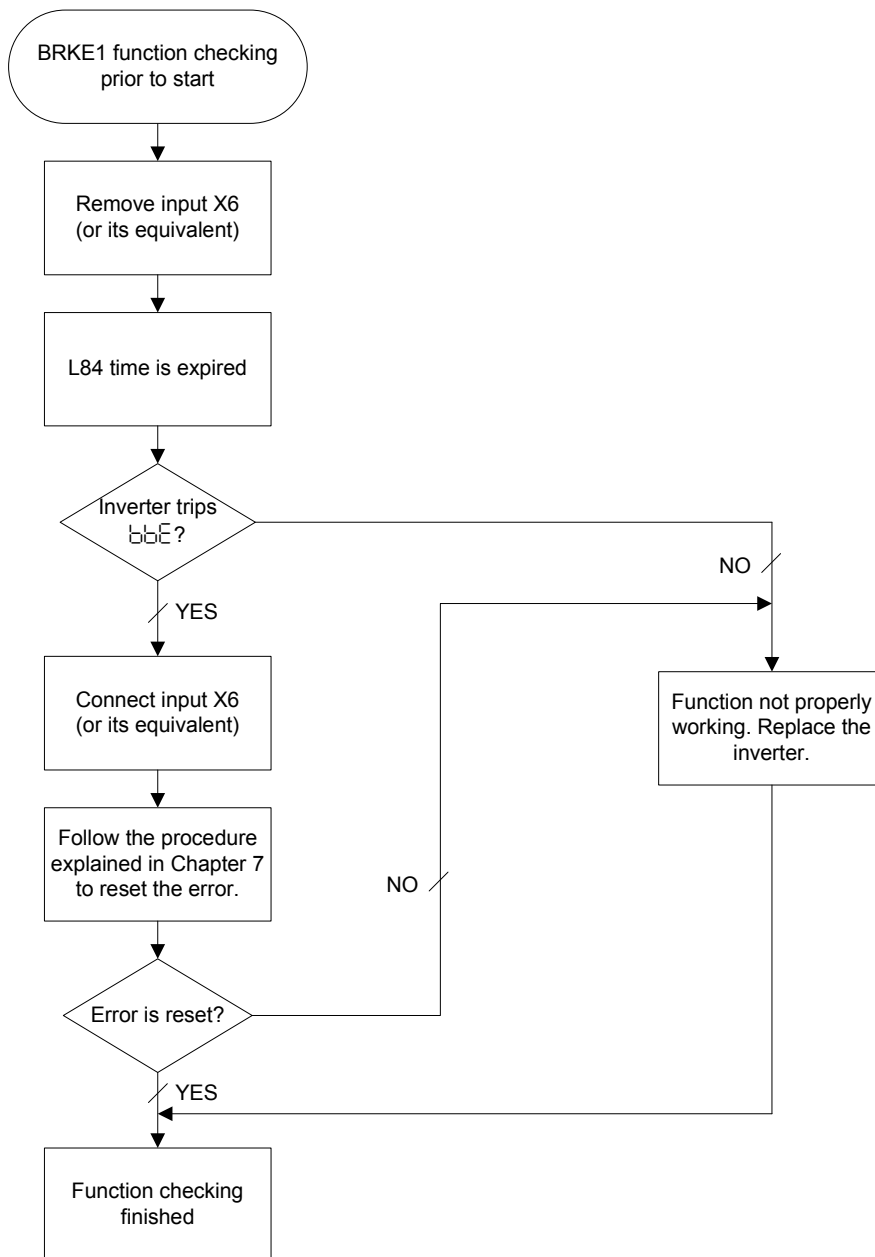 BRKE1 function checking
prior to start
Remove input X6
(or its equivalent)
L84 time is expired
Inverter trips
bbE?
NO
YES
Connect input X6
(or its equivalent)
Function not properly
working. Replace the
inverter.
Follow the procedure
explained in Chapter 7
to reset the error.
NO
Error is reset?
YES
Function checking
finished